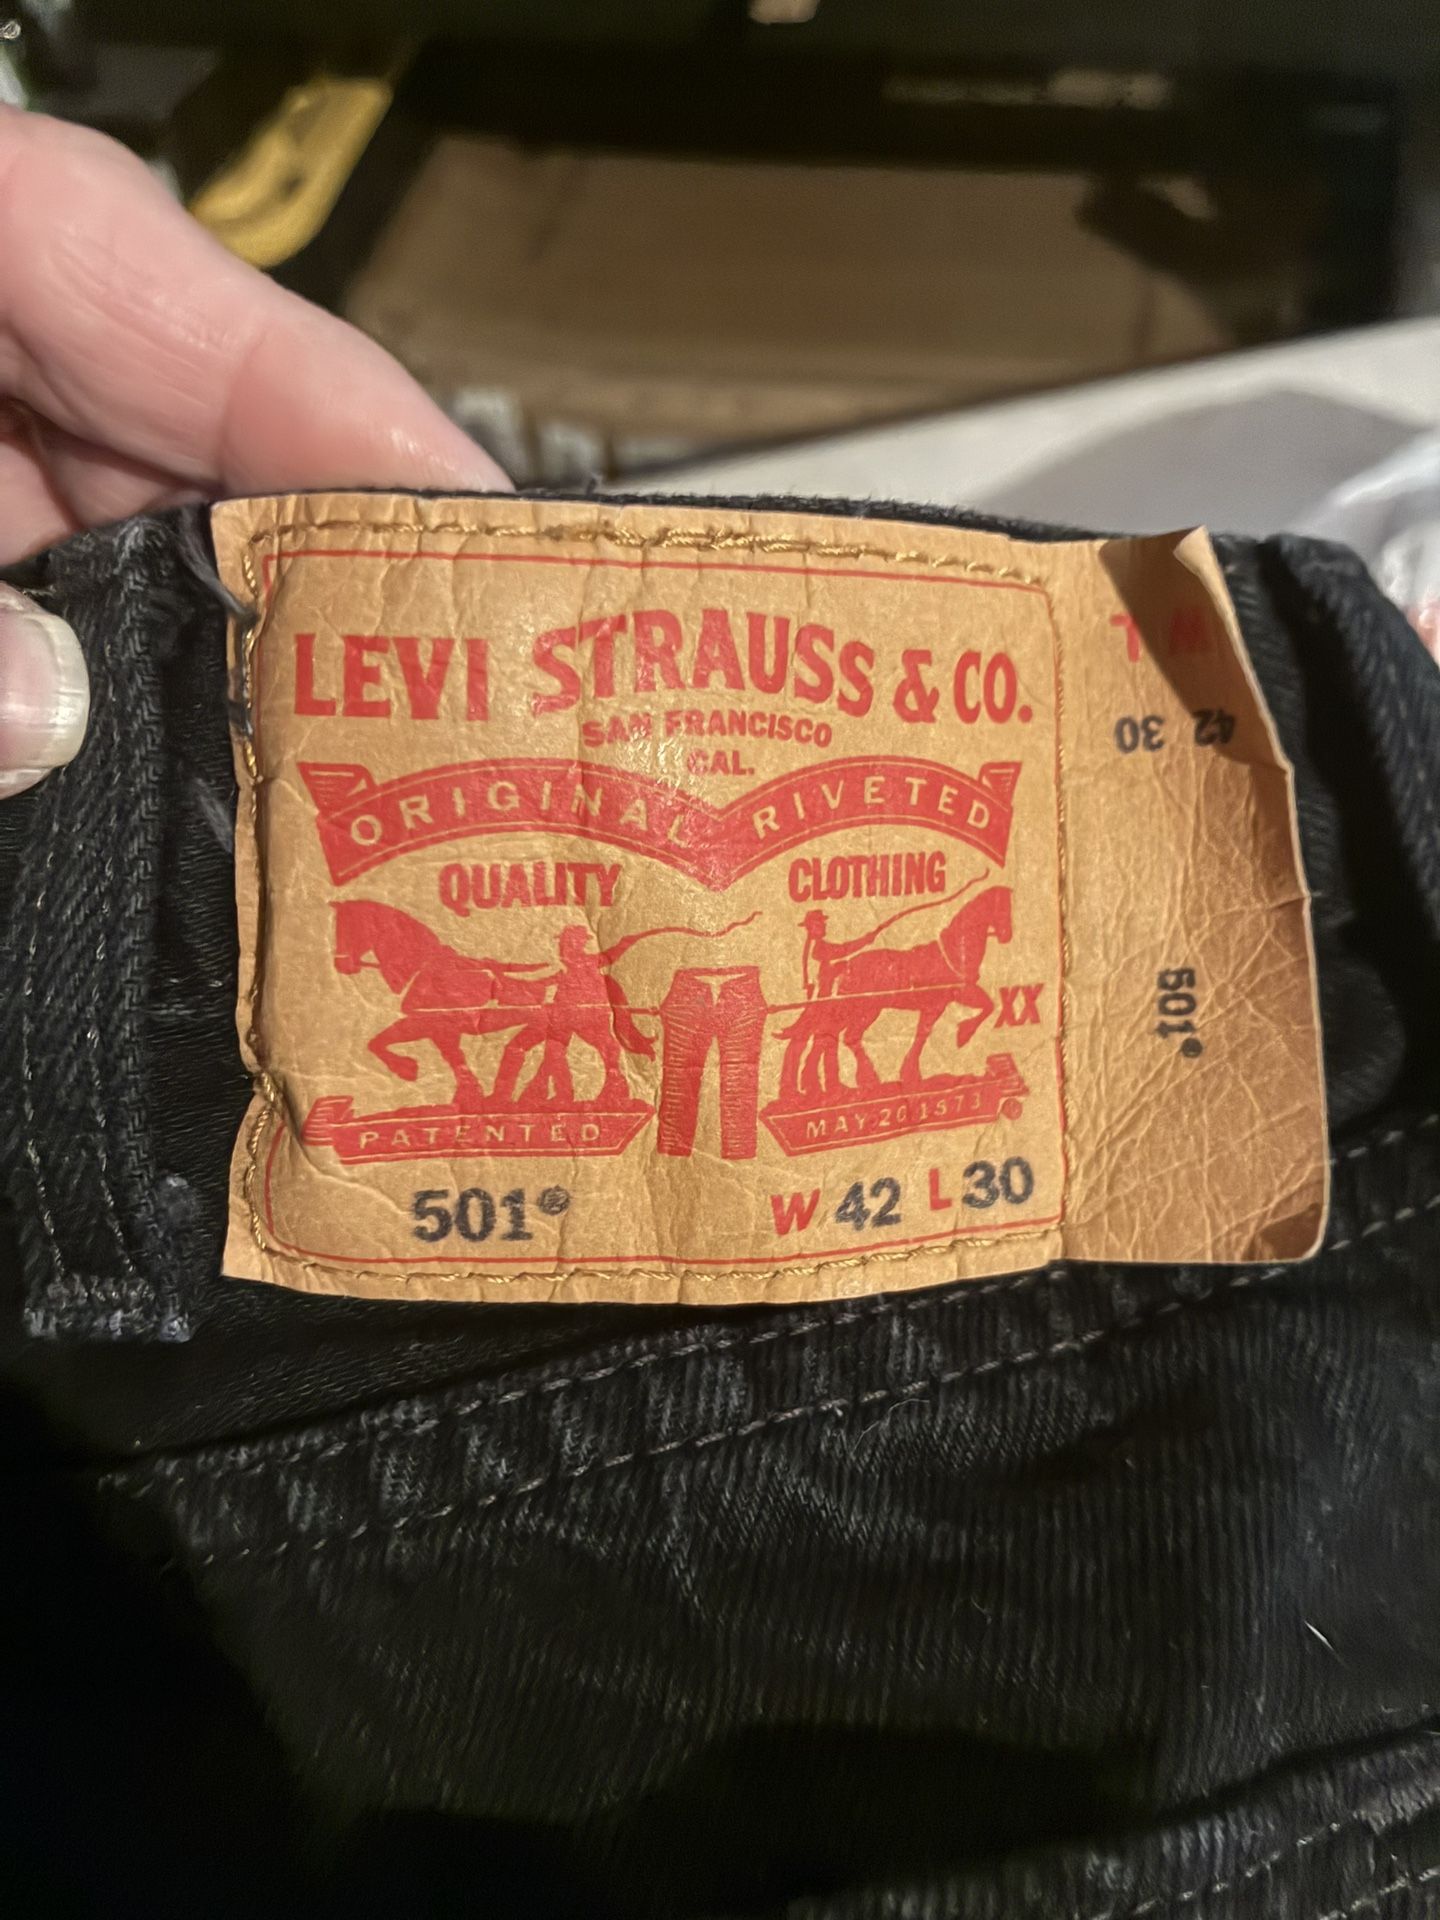 LEVI STRAUSS & CO.
SAN FRANCISCO
CAL.
ORIGINAL RIVETED
QUALITY CLOTHING
XX
PATENTED MAY 20 1873 ®
501® W 42 L 30
W L
42 30
501®